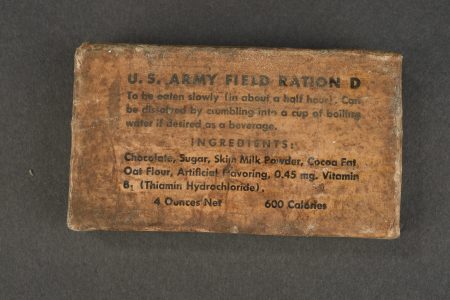 U. S. ARMY FIELD RATION D
To be eaten slowly (in about a half hour). Can
be dissolved by crumbling into a cup of boiling
water if desired as a beverage.
INGREDIENTS:
Chocolate, Sugar, Skim Milk Powder, Cocoa Fat,
Oat Flour, Artificial Flavoring, 0.45 mg. Vitamin
B₁ (Thiamin Hydrochloride).
4 Ounces Net 600 Calories